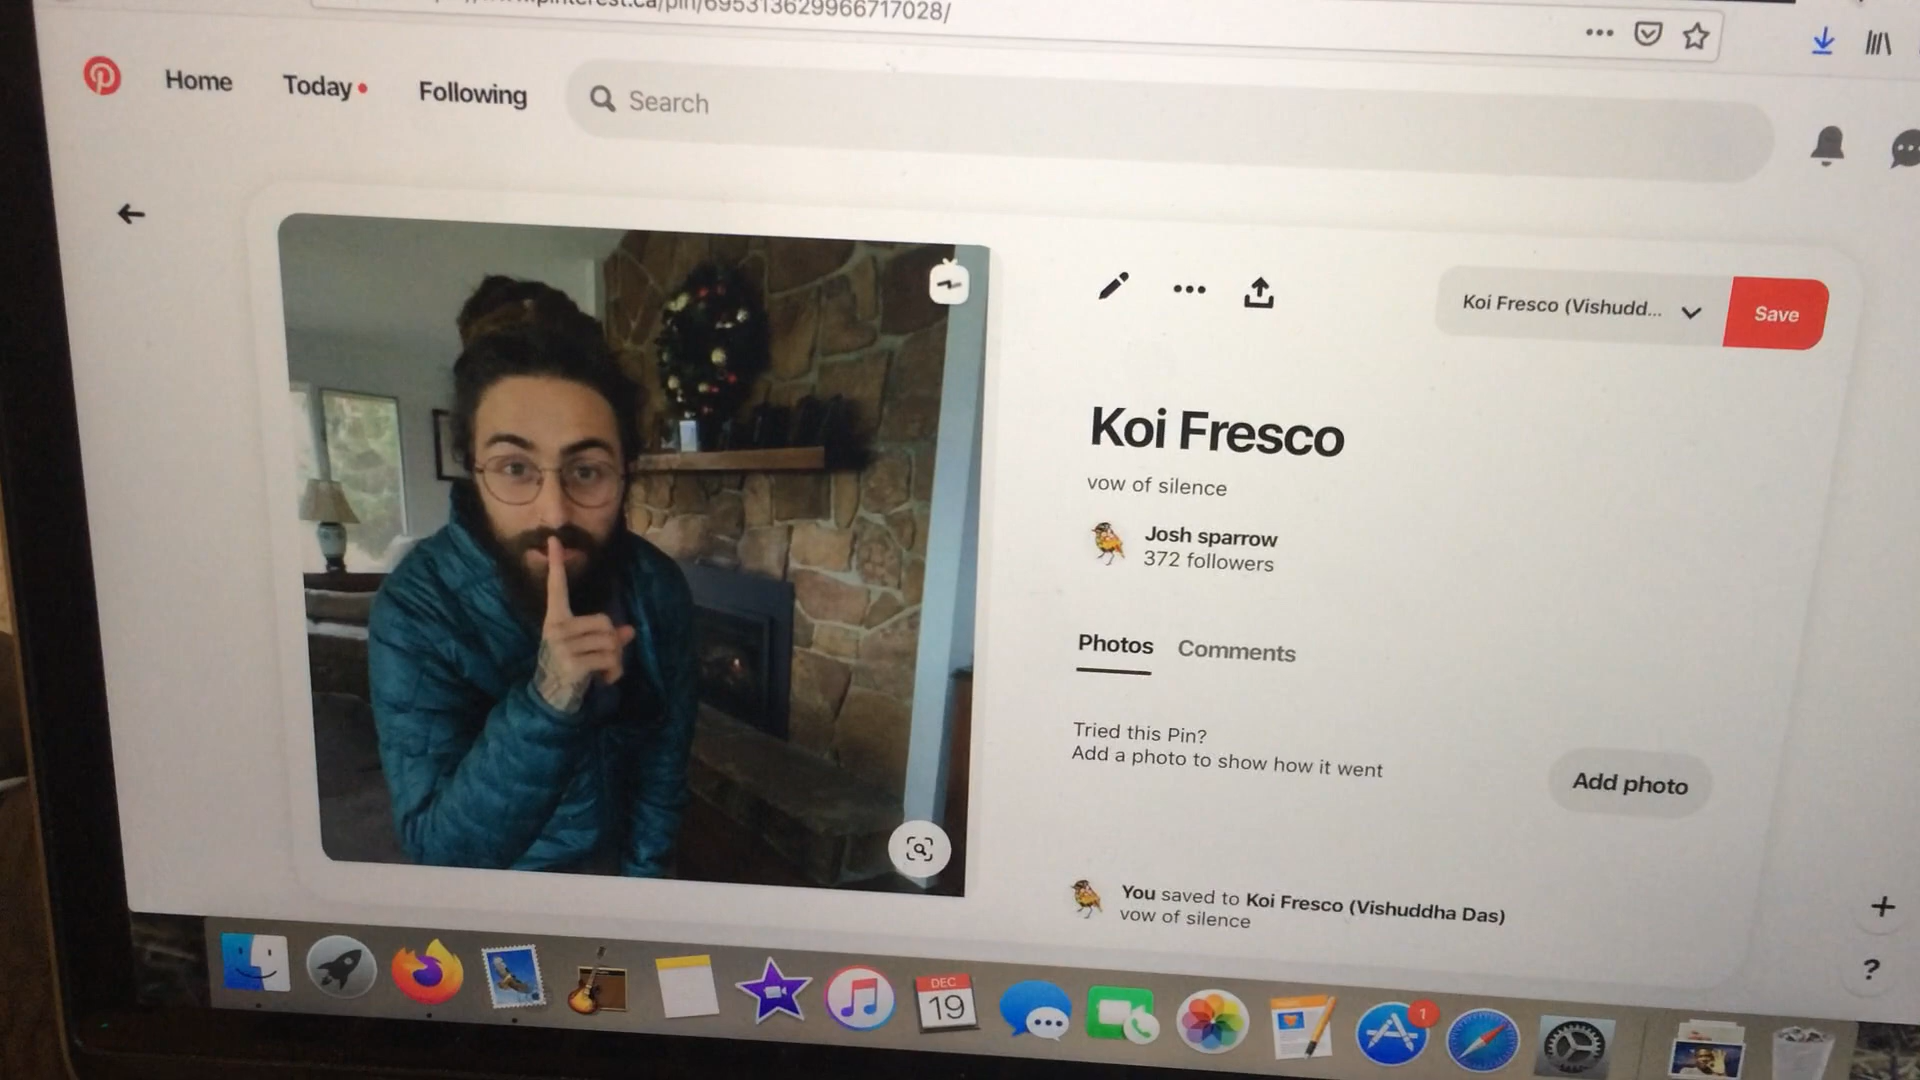 pinterest.ca/pin/695313629966717028/
Home
Today
Following
Search
Koi Fresco (Vishudd...
Save
Koi Fresco
vow of silence
Josh sparrow
372 followers
Photos
Comments
Tried this Pin?
Add a photo to show how it went
Add photo
You saved to Koi Fresco (Vishuddha Das)
vow of silence
+
?
DEC
19
1